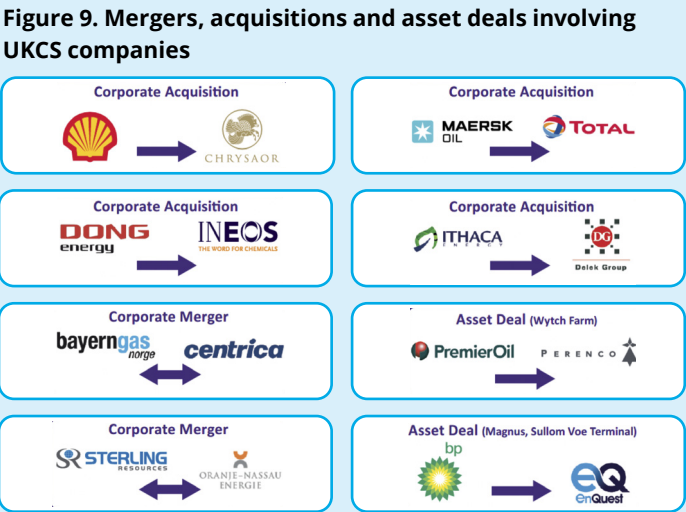 Figure 9. Mergers, acquisitions and asset deals involving
UKCS companies
Corporate Acquisition
CHRYSAOR
Corporate Acquisition
MAERSK
OIL
TOTAL
Corporate Acquisition
DONG
energy
INEOS
THE WORD FOR CHEMICALS
Corporate Acquisition
ITHACA
ENERGY
DG
Delek Group
Corporate Merger
bayerngas
norge
centrica
Asset Deal (Wytch Farm)
PremierOil
PERENCO
Corporate Merger
STERLING
RESOURCES
ORANJE-NASSAU
ENERGIE
Asset Deal (Magnus, Sullom Voe Terminal)
bp
EQ
EnQuest